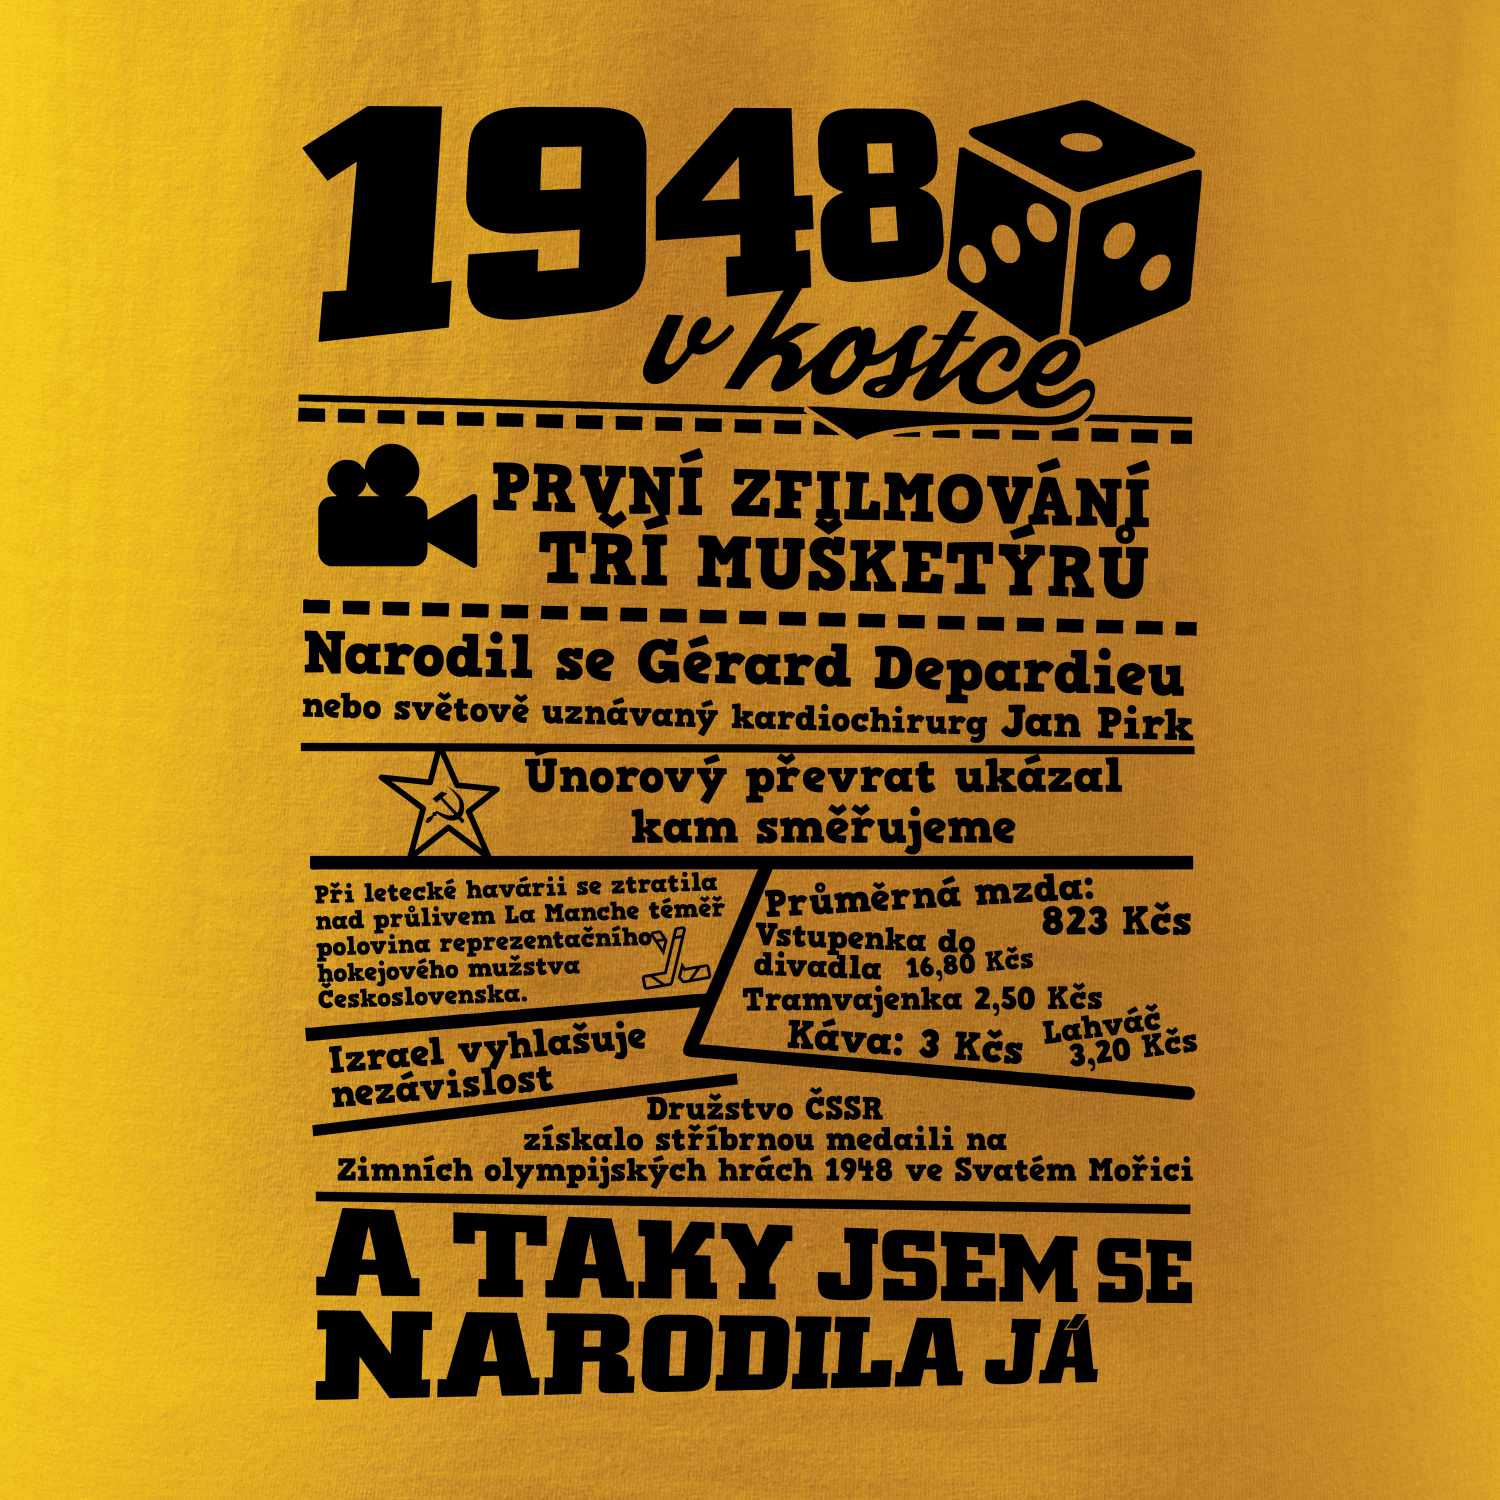 1948
v kostce
PRVNÍ ZFILMOVÁNÍ
TŘÍ MUŠKETÝRŮ
Narodil se Gérard Depardieu
nebo světově uznávaný kardiochirurg Jan Pirk
Únorový převrat ukázal
kam směřujeme
Při letecké havárii se ztratila
nad průlivem La Manche téměř
polovina reprezentačního
hokejového mužstva
Československa.
Průměrná mzda:
823 Kčs
Vstupenka do
divadla 16,80 Kčs
Tramvajenka 2,50 Kčs
Káva: 3 Kčs
Lahváč
3,20 Kčs
Izrael vyhlašuje
nezávislost
Družstvo ČSSR
získalo stříbrnou medaili na
Zimních olympijských hrách 1948 ve Svatém Mořici
A TAKY JSEM SE
NARODILA JÁ